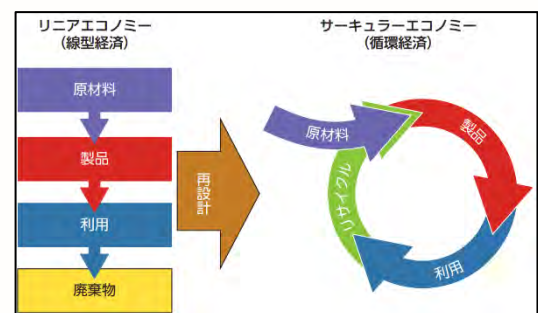 リニアエコノミー
（線型経済）
原材料
製品
利用
廃棄物
再設計
サーキュラーエコノミー
（循環経済）
原材料
製品
利用
リサイクル